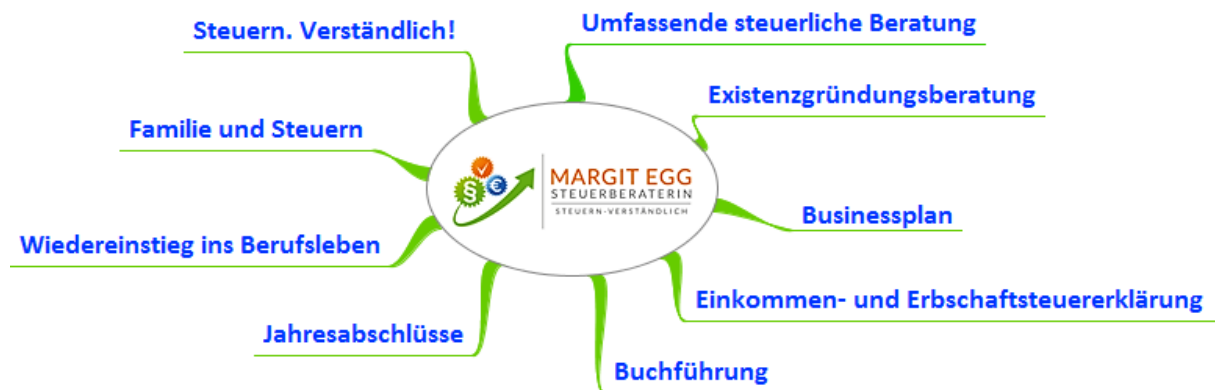 Steuern. Verständlich!
Umfassende steuerliche Beratung
Existenzgründungsberatung
Familie und Steuern
§
€
MARGIT EGG
STEUERBERATERIN
STEUERN-VERSTÄNDLICH
Businessplan
Wiedereinstieg ins Berufsleben
Einkommen- und Erbschaftsteuererklärung
Jahresabschlüsse
Buchführung